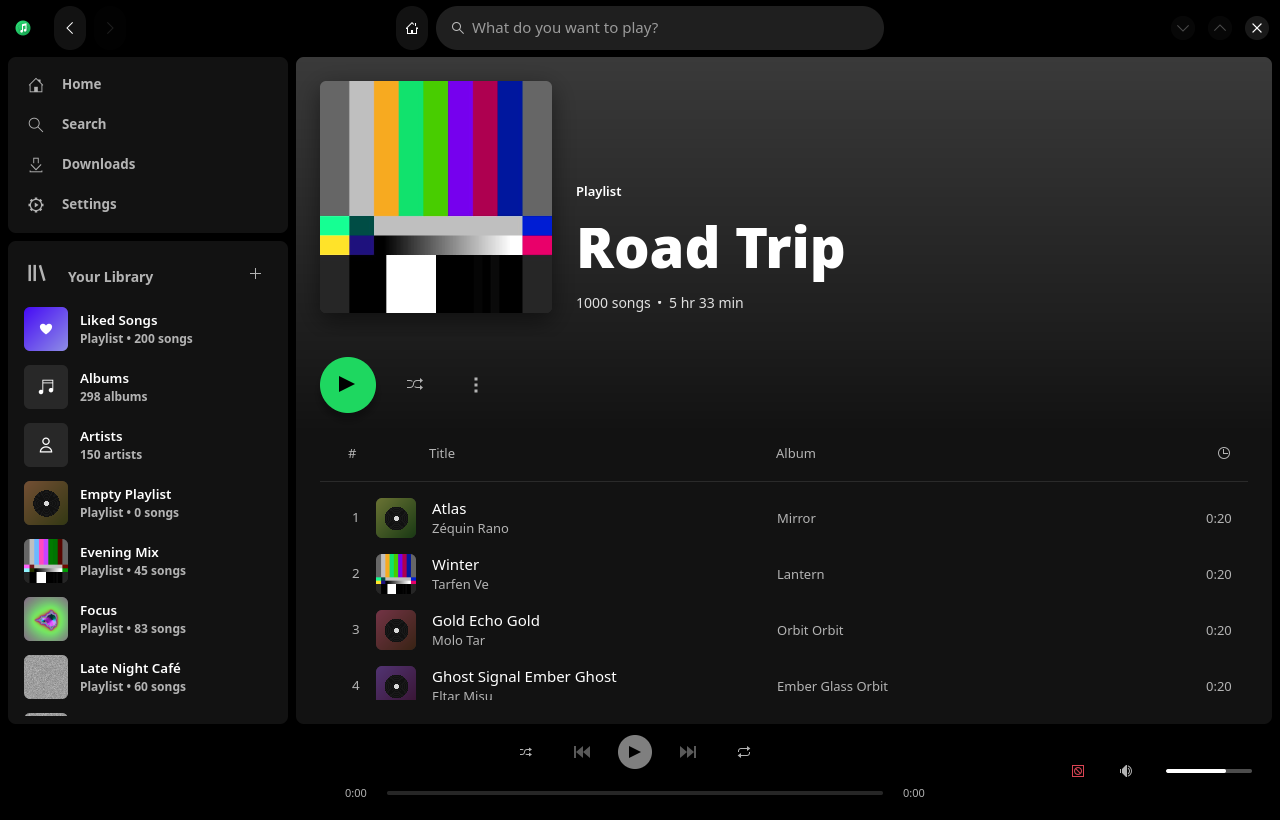 What do you want to play?
Home
Search
Downloads
Settings
Your Library
Liked Songs
Playlist • 200 songs
Albums
298 albums
Artists
150 artists
Empty Playlist
Playlist • 0 songs
Evening Mix
Playlist • 45 songs
Focus
Playlist • 83 songs
Late Night Café
Playlist • 60 songs
Playlist
Road Trip
1000 songs • 5 hr 33 min
# Title Album
1 Atlas Mirror 0:20
Zéquin Rano
2 Winter Lantern 0:20
Tarfen Ve
3 Gold Echo Gold Orbit Orbit 0:20
Molo Tar
4 Ghost Signal Ember Ghost Ember Glass Orbit 0:20
Eltar Misu
0:00 0:00